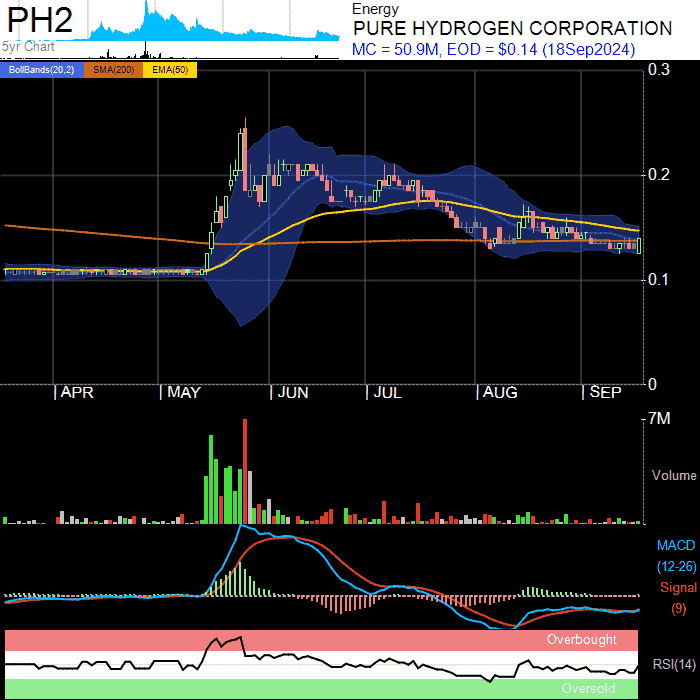 PH2
5yr Chart
Energy
PURE HYDROGEN CORPORATION
MC = 50.9M, EOD = $0.14 (18Sep2024)
BollBands(20,2) SMA(200) EMA(50)
0.3
0.2
0.1
0
APR MAY JUN JUL AUG SEP
7M
Volume
MACD
(12-26)
Signal
(9)
Overbought
RSI(14)
Oversold